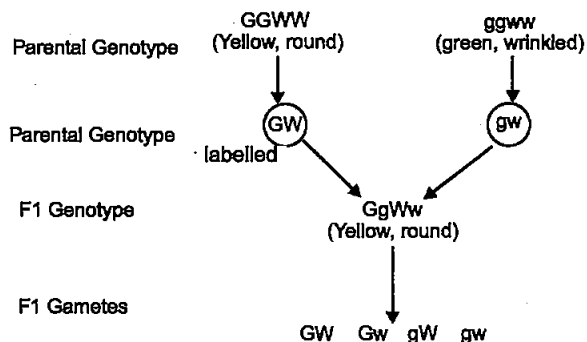 GGWW ggww
Parental Genotype (Yellow, round) (green, wrinkled)
Parental Genotype GW gw
labelled
F1 Genotype GgWw
(Yellow, round)
F1 Gametes
GW Gw gW gw